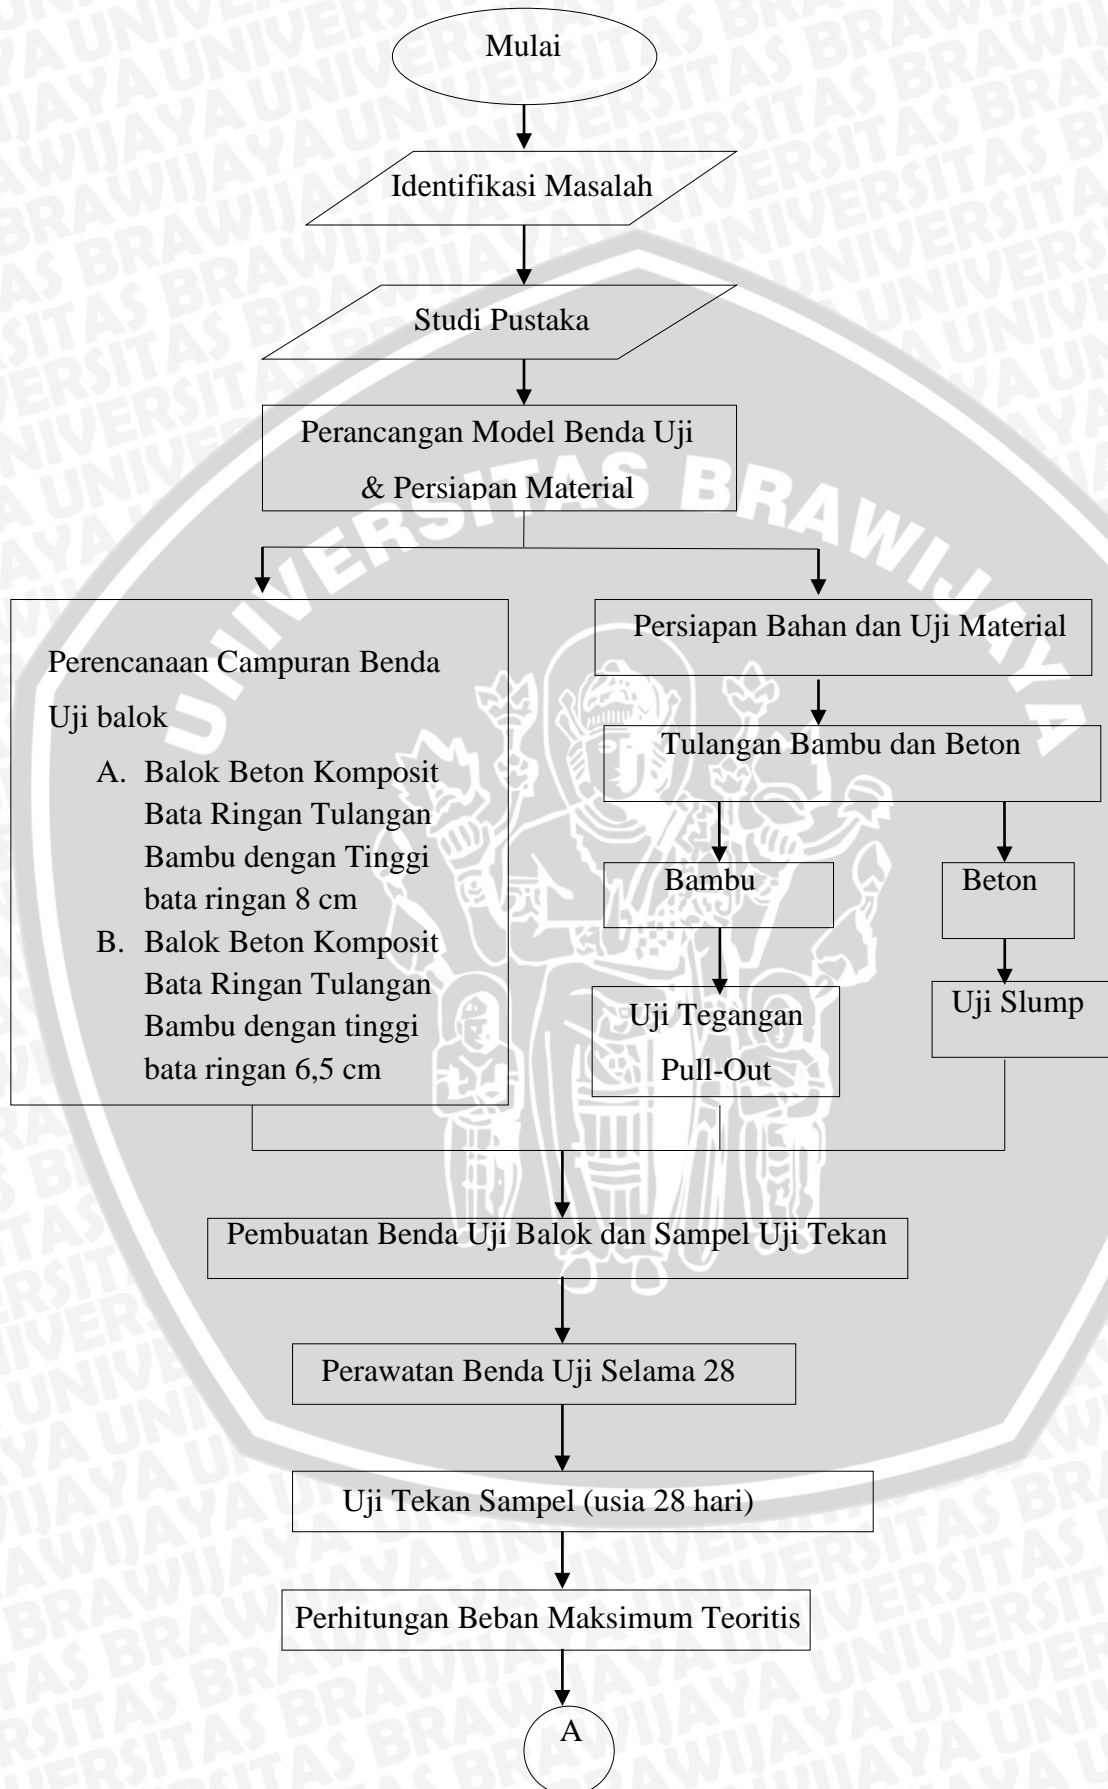 Mulai
Identifikasi Masalah
Studi Pustaka
Perancangan Model Benda Uji
& Persiapan Material
Perencanaan Campuran Benda
Uji balok
A. Balok Beton Komposit
Bata Ringan Tulangan
Bambu dengan Tinggi
bata ringan 8 cm
B. Balok Beton Komposit
Bata Ringan Tulangan
Bambu dengan tinggi
bata ringan 6,5 cm
Persiapan Bahan dan Uji Material
Tulangan Bambu dan Beton
Bambu
Beton
Uji Tegangan
Pull-Out
Uji Slump
Pembuatan Benda Uji Balok dan Sampel Uji Tekan
Perawatan Benda Uji Selama 28
Uji Tekan Sampel (usia 28 hari)
Perhitungan Beban Maksimum Teoritis
A
UNIVERSITAS BRAWIJAYA